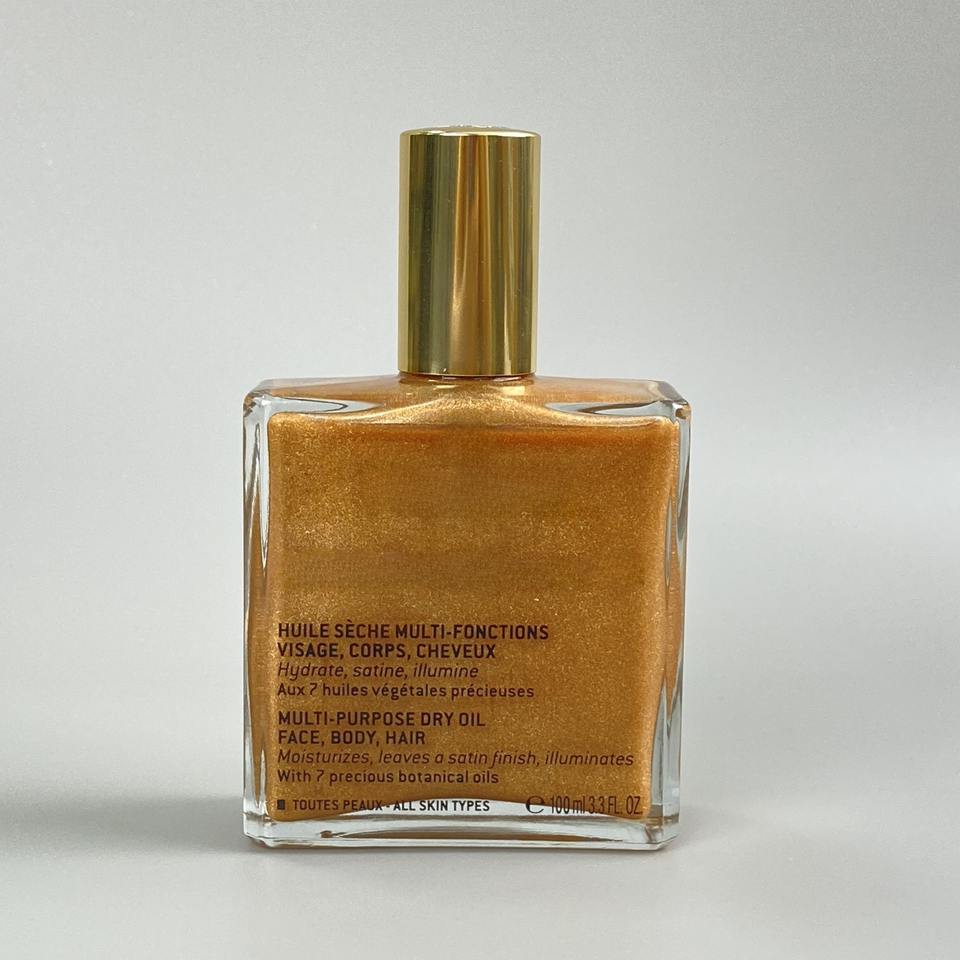 HUILE SÈCHE MULTI-FONCTIONS
VISAGE, CORPS, CHEVEUX
Hydrate, satine, illumine
Aux 7 huiles végétales précieuses
MULTI-PURPOSE DRY OIL
FACE, BODY, HAIR
Moisturizes, leaves a satin finish, illuminates
With 7 precious botanical oils
TOUTES PEAUX - ALL SKIN TYPES ℮ 100 ml 3.3 FL. OZ.